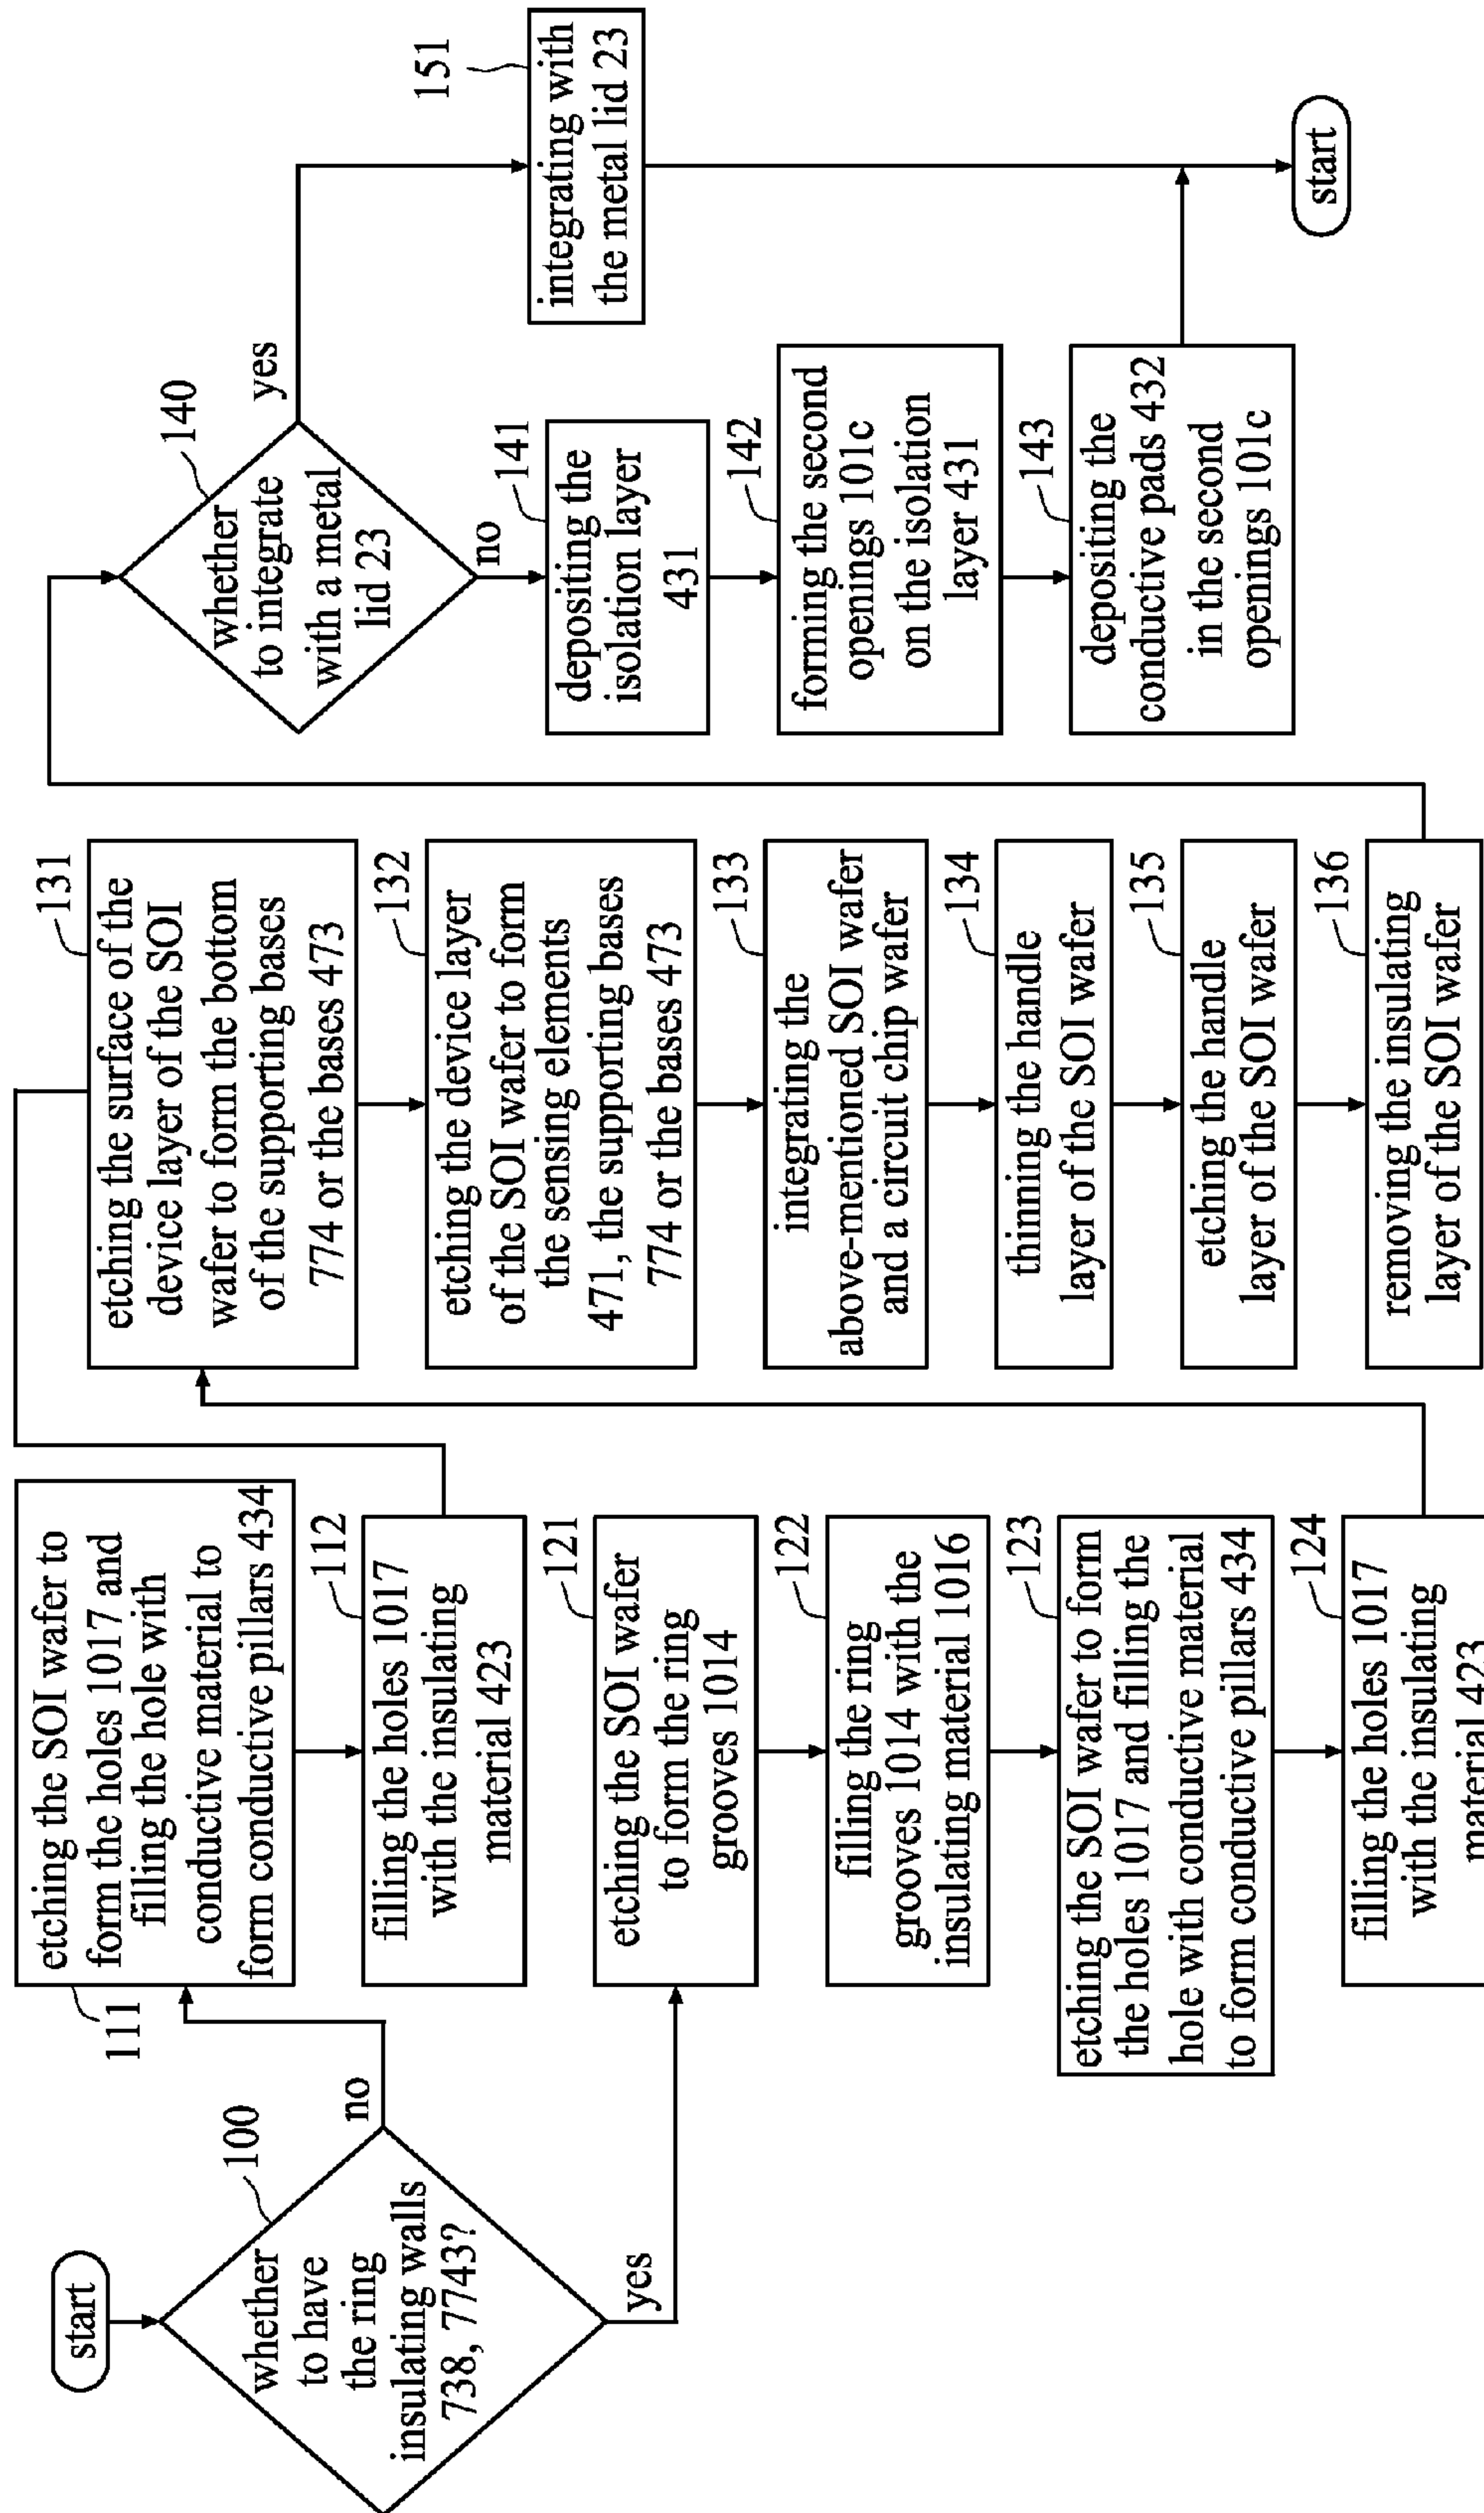 start
100
whether
to have
the ring
insulating walls
738, 7743?
no
yes
111
etching the SOI wafer to
form the holes 1017 and
filling the hole with
conductive material to
form conductive pillars 434
112
filling the holes 1017
with the insulating
material 423
121
etching the SOI wafer
to form the ring
grooves 1014
122
filling the ring
grooves 1014 with the
insulating material 1016
123
etching the SOI wafer to form
the holes 1017 and filling the
hole with conductive material
to form conductive pillars 434
124
filling the holes 1017
with the insulating
material 423
131
etching the surface of the
device layer of the SOI
wafer to form the bottom
of the supporting bases
774 or the bases 473
132
etching the device layer
of the SOI wafer to form
the sensing elements
471, the supporting bases
774 or the bases 473
133
integrating the
above-mentioned SOI wafer
and a circuit chip wafer
134
thinning the handle
layer of the SOI wafer
135
etching the handle
layer of the SOI wafer
136
removing the insulating
layer of the SOI wafer
140
whether
to integrate
with a metal
lid 23
yes
no
141
depositing the
isolation layer
431
142
forming the second
openings 101c
on the isolation
layer 431
143
depositing the
conductive pads 432
in the second
openings 101c
151
integrating with
the metal lid 23
start